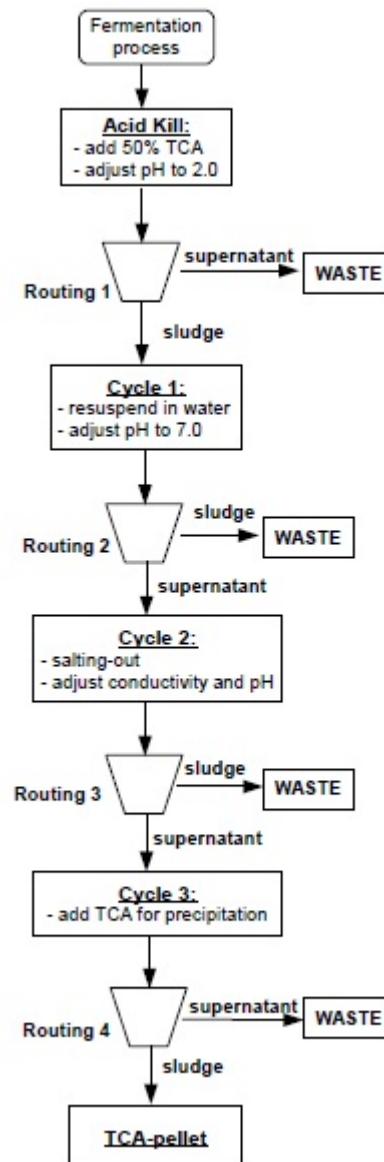 Fermentation
process
Acid Kill:
- add 50% TCA
- adjust pH to 2.0
supernatant
WASTE
Routing 1
sludge
Cycle 1:
- resuspend in water
- adjust pH to 7.0
sludge
WASTE
Routing 2
supernatant
Cycle 2:
- salting-out
- adjust conductivity and pH
sludge
WASTE
Routing 3
supernatant
Cycle 3:
- add TCA for precipitation
supernatant
WASTE
Routing 4
sludge
TCA-pellet